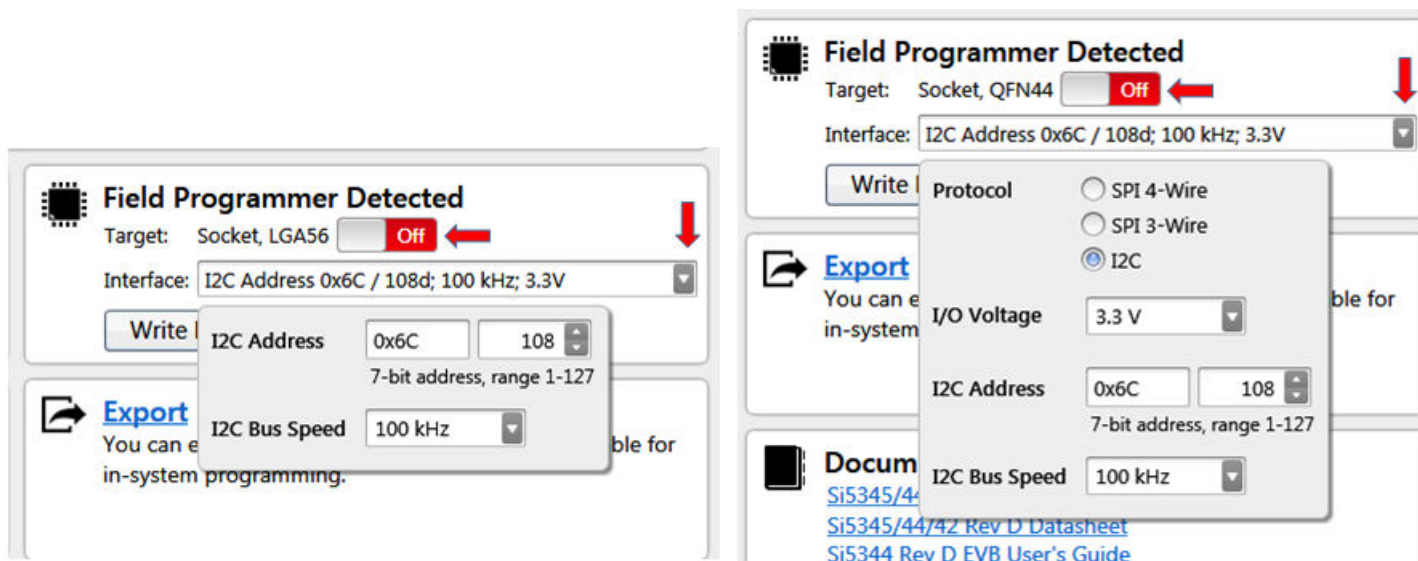 Field Programmer Detected
Target: Socket, LGA56 Off
Interface: I2C Address 0x6C / 108d; 100 kHz; 3.3V
Write
I2C Address 0x6C 108
7-bit address, range 1-127
I2C Bus Speed 100 kHz
Export
You can ble for
in-system programming.
Field Programmer Detected
Target: Socket, QFN44 Off
Interface: I2C Address 0x6C / 108d; 100 kHz; 3.3V
Write
Protocol SPI 4-Wire
SPI 3-Wire
I2C
I/O Voltage 3.3 V
I2C Address 0x6C 108
7-bit address, range 1-127
I2C Bus Speed 100 kHz
Export
You can ble for
in-system
Docum
Si5345/44
Si5345/44/42 Rev D Datasheet
Si5344 Rev D EVB User's Guide